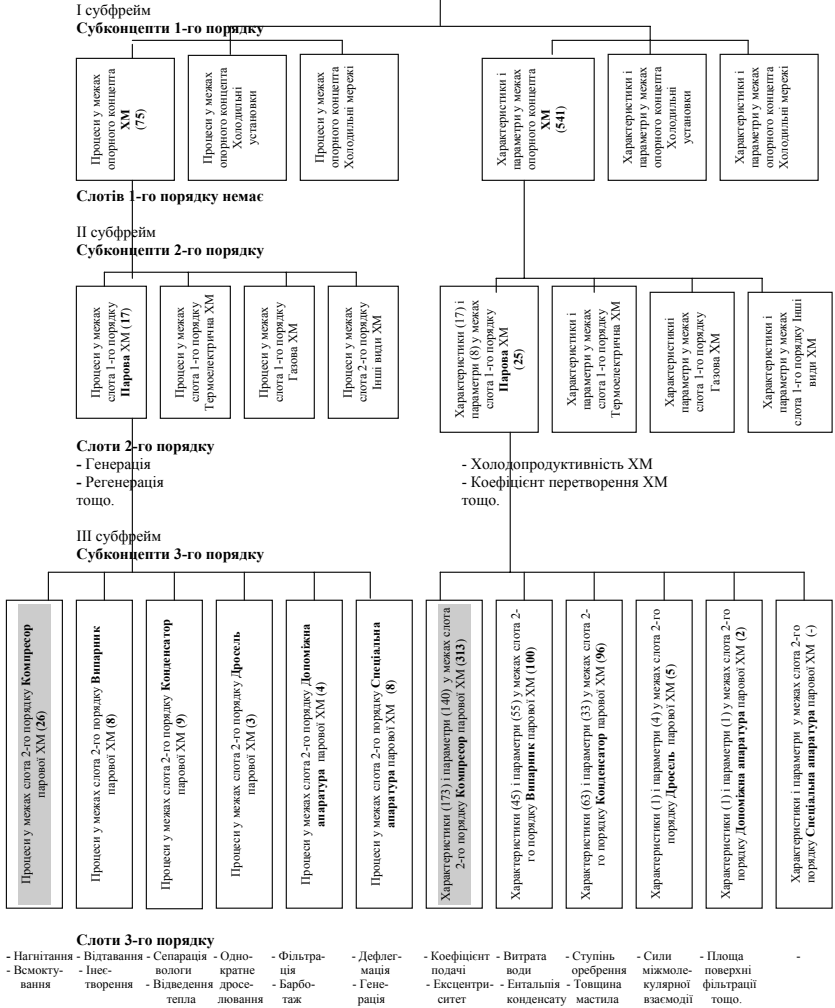 І субфрейм
Субконцепти 1-го порядку
Процеси у межах
опорного концепта
ХМ
(75)
Процеси у межах
опорного концепта
Холодильні
установки
Процеси у межах
опорного концепта
Холодильні мережі
Характеристики і
параметри у межах
опорного концепта
ХМ
(541)
Характеристики і
параметри у межах
опорного концепта
Холодильні
установки
Характеристики і
параметри у межах
опорного концепта
Холодильні мережі
Слотів 1-го порядку немає
ІІ субфрейм
Субконцепти 2-го порядку
Процеси у межах
слота 1-го порядку
Парова ХМ (17)
Процеси у межах
слота 1-го порядку
Термоелектрична ХМ
Процеси у межах
слота 1-го порядку
Газова ХМ
Процеси у межах
слота 2-го порядку
Інші види ХМ
Характеристики (17) і
параметри (8) у межах
слота 1-го порядку
Парова ХМ
(25)
Характеристики і
параметри у межах
слота 1-го порядку
Термоелектрична ХМ
Характеристикиі
параметри у межах
слота 1-го порядку
Газова ХМ
Характеристики і
параметри у межах
слота 1-го порядку Інші
види ХМ
Слоти 2-го порядку
- Генерація
- Регенерація
тощо.
- Холодопродуктивність ХМ
- Коефіцієнт перетворення ХМ
тощо.
ІІІ субфрейм
Субконцепти 3-го порядку
Процеси у межах слота 2-го порядку Компресор
парової ХМ (26)
Процеси у межах слота 2-го порядку Випарник
парової ХМ (8)
Процеси у межах слота 2-го порядку Конденсатор
парової ХМ (9)
Процеси у межах слота 2-го порядку Дросель
парової ХМ (3)
Процеси у межах слота 2-го порядку Допоміжна
апаратура парової ХМ (4)
Процеси у межах слота 2-го порядку Спеціальна
апаратура парової ХМ (8)
Характеристики (173) і параметри (140) у межах слота
2-го порядку Компресор парової ХМ (313)
Характеристики (45) і параметри (55) у межах слота 2-
го порядку Випарник парової ХМ (100)
Характеристики (63) і параметри (33) у межах слота 2-
го порядку Конденсатор парової ХМ (96)
Характеристики (1) і параметри (4) у межах слота 2-го
порядку Дросель парової ХМ (5)
Характеристики (1) і параметри (1) у межах слота 2-го
порядку Допоміжна апаратура парової ХМ (2)
Характеристики і параметри у межах слота 2-го
порядку Спеціальна апаратура парової ХМ (-)
Слоти 3-го порядку
- Нагнітання
- Всмокту-
вання
- Відтавання
- Інеє-
творення
- Сепарація
вологи
- Відведення
тепла
- Одно-
кратне
дросе-
лювання
- Фільтра-
ція
- Барбо-
таж
- Дефлег-
мація
- Гене-
рація
- Коефіцієнт
подачі
- Ексцентри-
ситет
- Витрата
води
- Ентальпія
конденсату
- Ступінь
оребрення
- Товщина
мастила
- Сили
міжмоле-
кулярної
взаємодії
- Площа
поверхні
фільтрації
тощо.
-